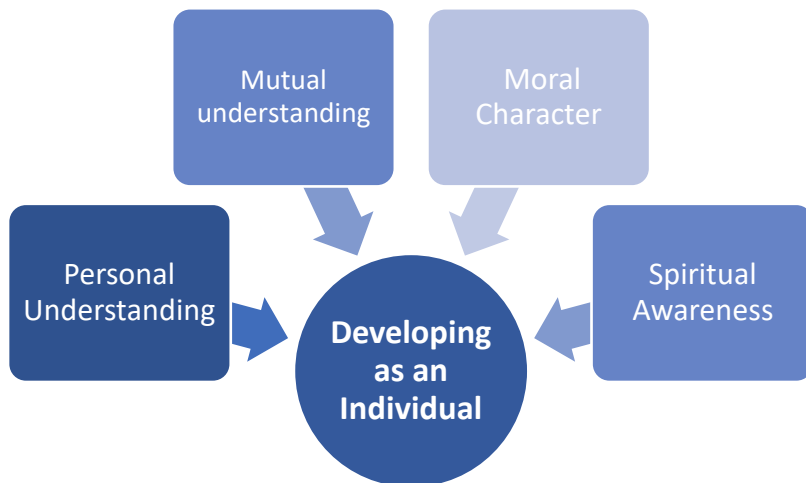 Mutual
understanding
Moral
Character
Personal
Understanding
Spiritual
Awareness
Developing
as an
Individual